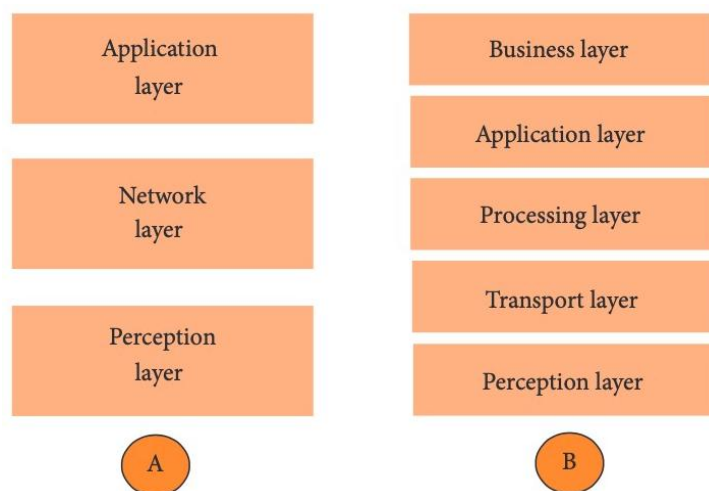 Application
layer
Network
layer
Perception
layer
A
Business layer
Application layer
Processing layer
Transport layer
Perception layer
B